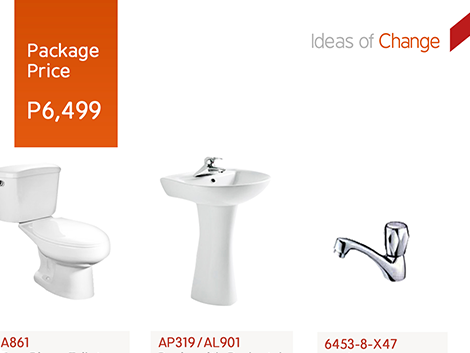 Package
Price
P6,499
Ideas of Change
A861
AP319/AL901
6453-8-X47